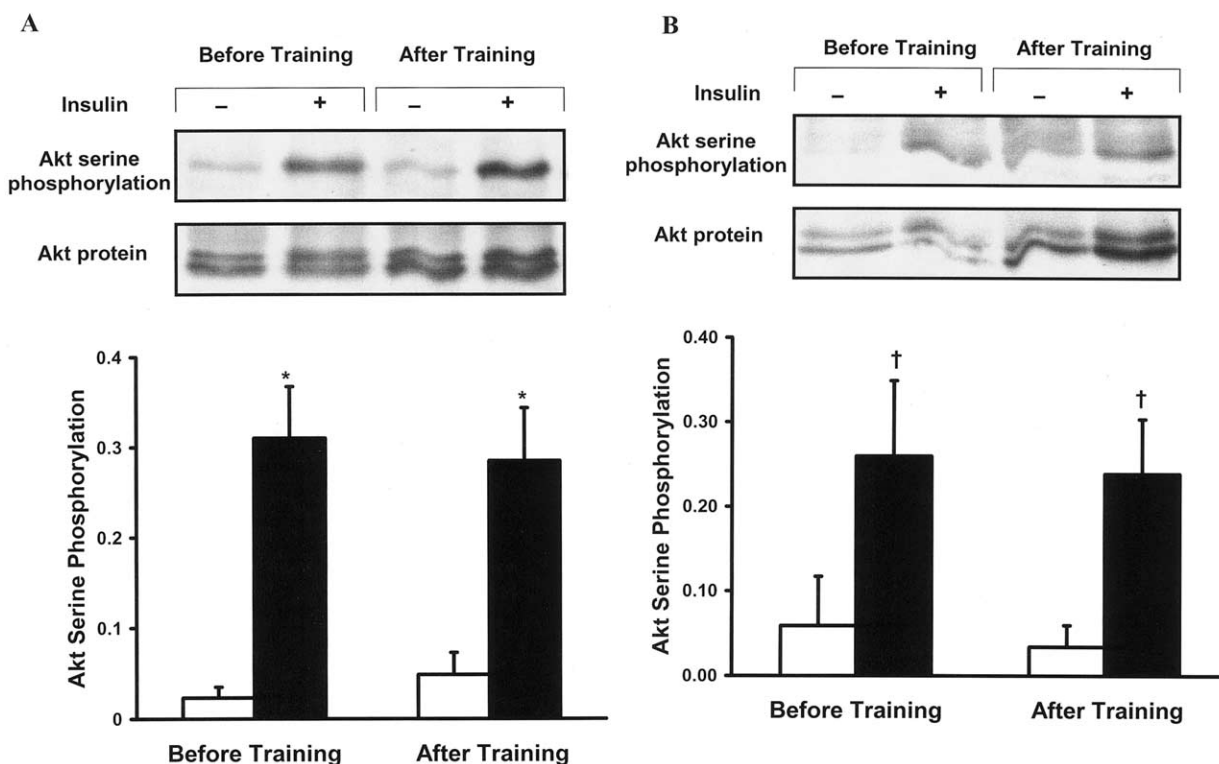 A
Before Training After Training
Insulin − + − +
Akt serine
phosphorylation
Akt protein
Akt Serine Phosphorylation
0.4
0.3
0.2
0.1
0
* *
Before Training After Training
B
Before Training After Training
Insulin − + − +
Akt serine
phosphorylation
Akt protein
Akt Serine Phosphorylation
0.40
0.30
0.20
0.10
0.00
† †
Before Training After Training